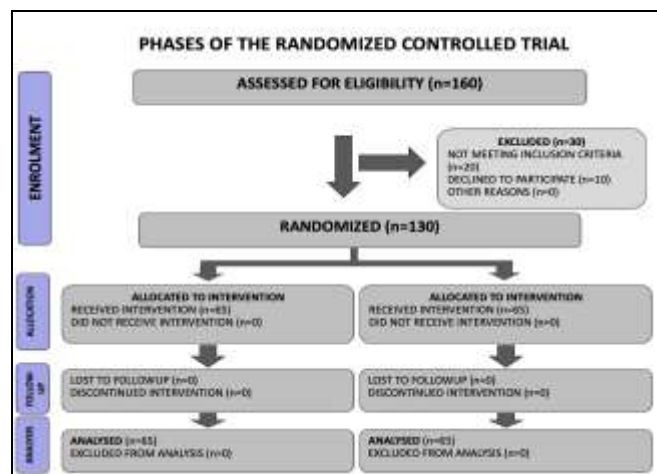 PHASES OF THE RANDOMIZED CONTROLLED TRIAL
ENROLMENT
ASSESSED FOR ELIGIBILITY (n=160)
EXCLUDED (n=30)
NOT MEETING INCLUSION CRITERIA
(n=20)
DECLINED TO PARTICIPATE (n=10)
OTHER REASONS (n=0)
RANDOMIZED (n=130)
ALLOCATION
ALLOCATED TO INTERVENTION
RECEIVED INTERVENTION (n=65)
DID NOT RECEIVE INTERVENTION (n=0)
ALLOCATED TO INTERVENTION
RECEIVED INTERVENTION (n=65)
DID NOT RECEIVE INTERVENTION (n=0)
FOLLOW-
UP
LOST TO FOLLOWUP (n=0)
DISCONTINUED INTERVENTION (n=0)
LOST TO FOLLOWUP (n=0)
DISCONTINUED INTERVENTION (n=0)
ANALYSED (n=65)
EXCLUDED FROM ANALYSIS (n=0)
ANALYSED (n=65)
EXCLUDED FROM ANALYSIS (n=0)